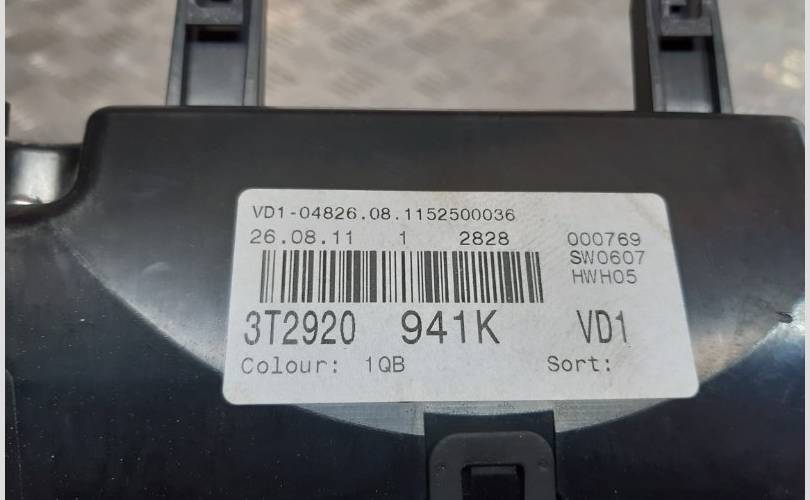 VD1-04826.08.1152500036
26.08.11 1 2828 000769
SW0607
HWH05
3T2920 941K VD1
Colour: 1QB Sort: